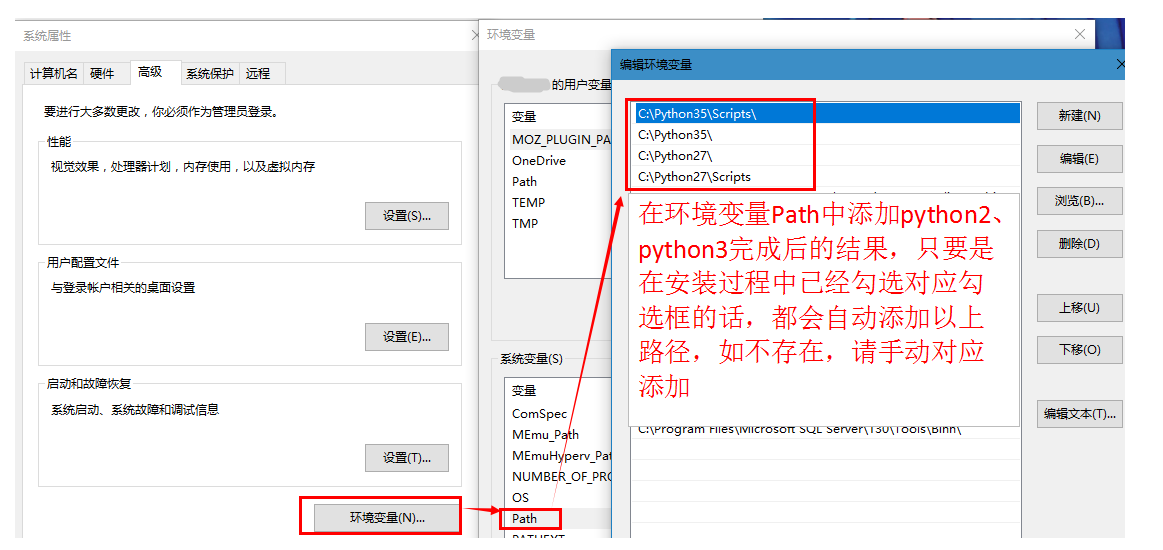 系统属性
计算机名 硬件 高级 系统保护 远程
要进行大多数更改，你必须作为管理员登录。
性能
视觉效果，处理器计划，内存使用，以及虚拟内存
设置(S)...
用户配置文件
与登录帐户相关的桌面设置
设置(E)...
启动和故障恢复
系统启动、系统故障和调试信息
设置(T)...
环境变量(N)...
环境变量
的用户变量
变量
MOZ_PLUGIN_PA
OneDrive
Path
TEMP
TMP
系统变量(S)
变量
ComSpec
MEmu_Path
MEmuHyperv_Pat
NUMBER_OF_PRO
OS
Path
PATHEXT
编辑环境变量
C:\Python35\Scripts\
C:\Python35\
C:\Python27\
C:\Python27\Scripts
在环境变量Path中添加python2、
python3完成后的结果，只要是
在安装过程中已经勾选对应勾
选框的话，都会自动添加以上
路径，如不存在，请手动对应
添加
C:\Program Files\Microsoft SQL Server\130\Tools\Binn\
新建(N)
编辑(E)
浏览(B)...
删除(D)
上移(U)
下移(O)
编辑文本(T)...